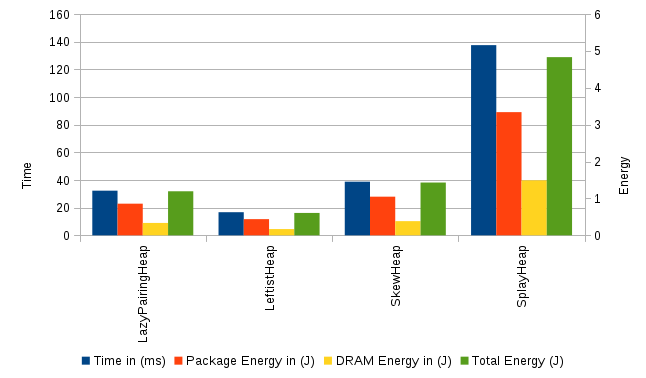 160
140
120
100
80
60
40
20
0
Time
6
5
4
3
2
1
0
Energy
LazyPairingHeap
LeftistHeap
SkewHeap
SplayHeap
Time in (ms) Package Energy in (J) DRAM Energy in (J) Total Energy (J)